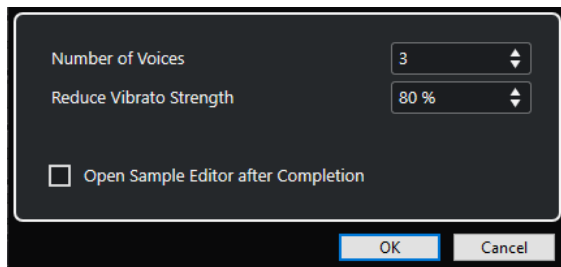 Number of Voices 3
Reduce Vibrato Strength 80 %
Open Sample Editor after Completion
OK Cancel